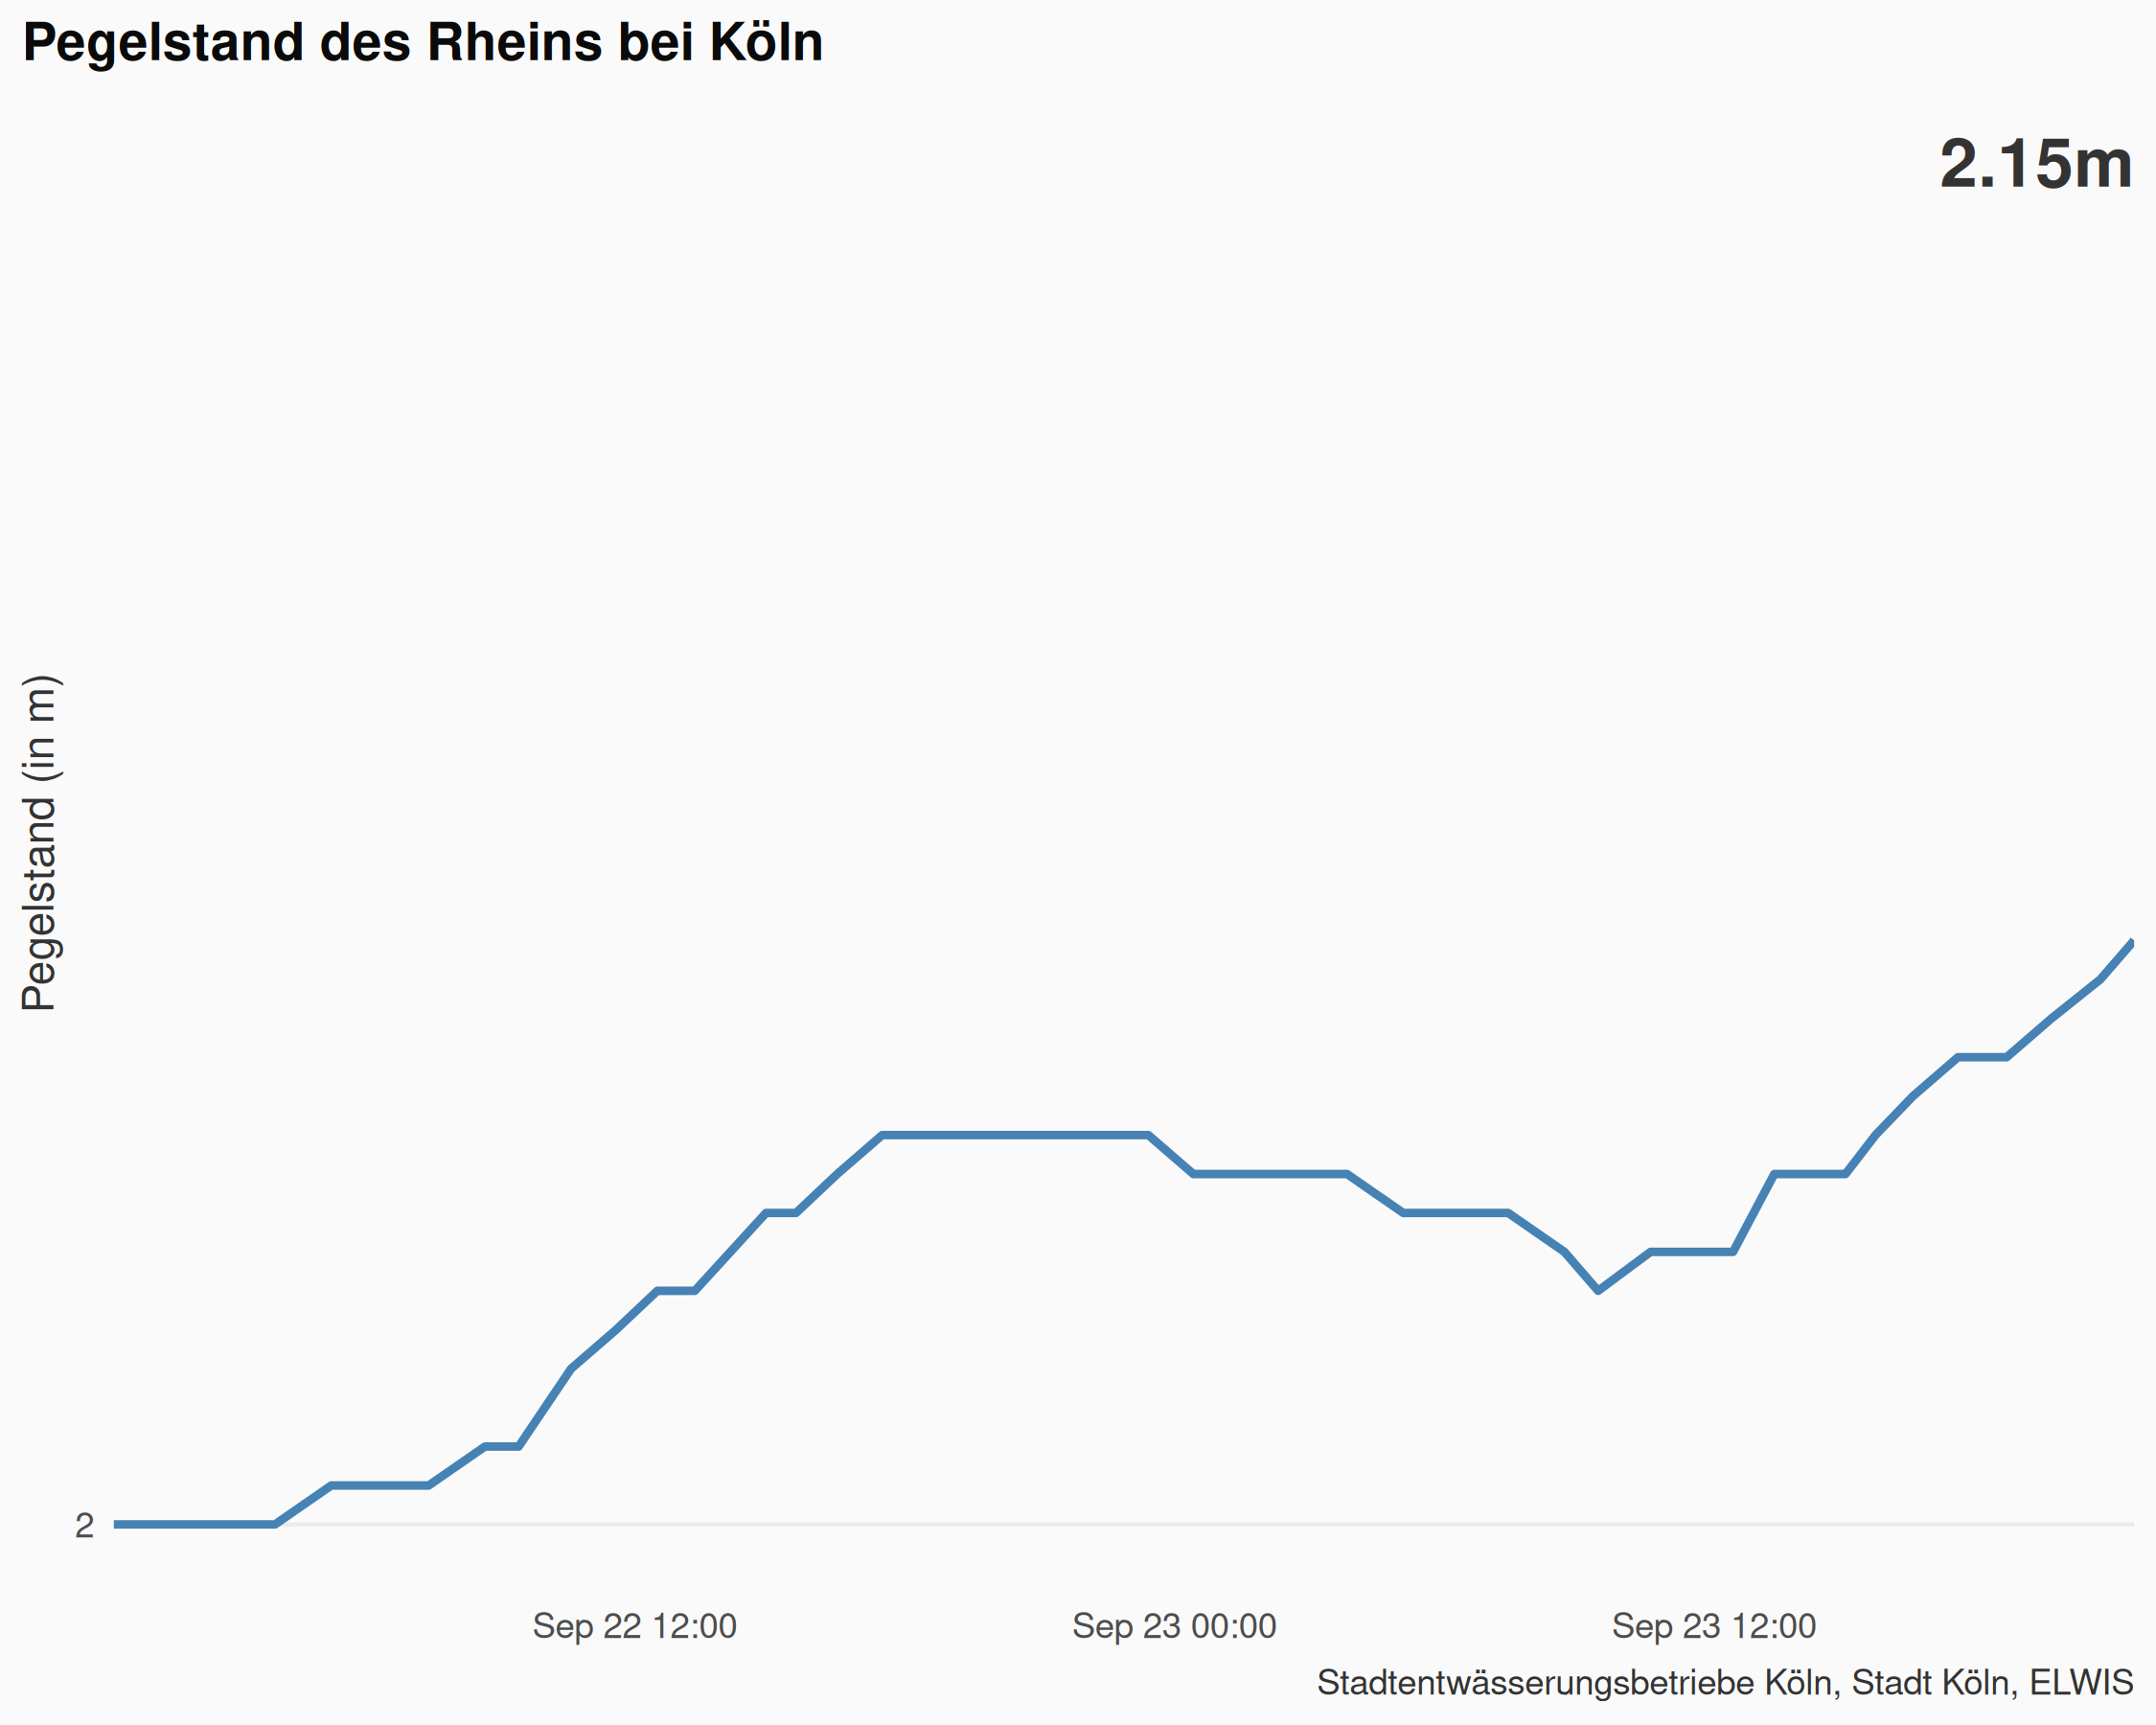 Pegelstand des Rheins bei Köln
2.15m
Pegelstand (in m)
2
Sep 22 12:00
Sep 23 00:00
Sep 23 12:00
Stadtentwässerungsbetriebe Köln, Stadt Köln, ELWIS